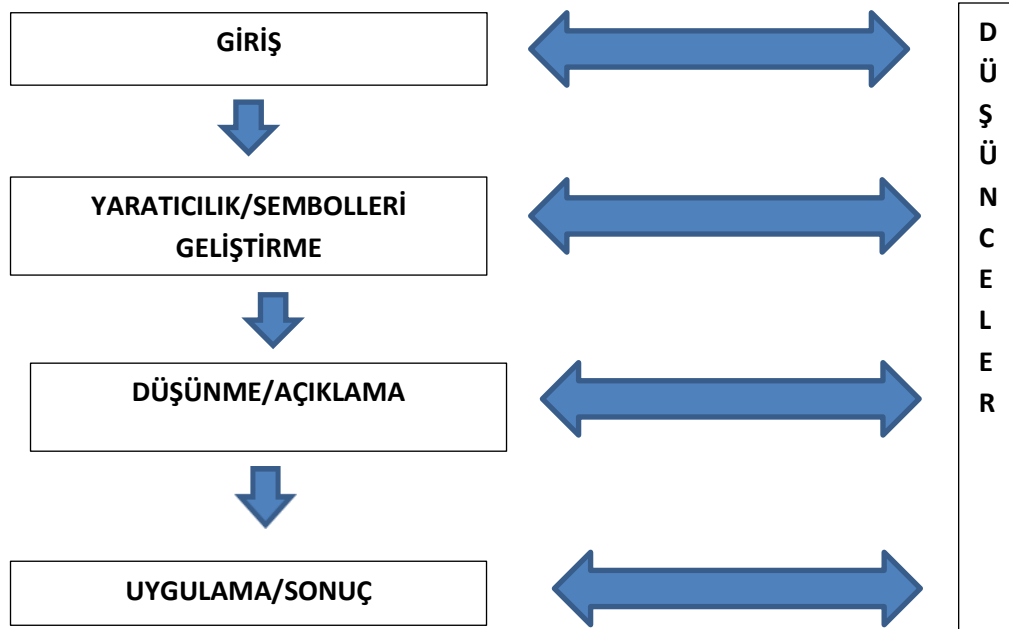 GİRİŞ
YARATICILIK/SEMBOLLERİ
GELİŞTİRME
DÜŞÜNME/AÇIKLAMA
UYGULAMA/SONUÇ
D
Ü
Ş
Ü
N
C
E
L
E
R